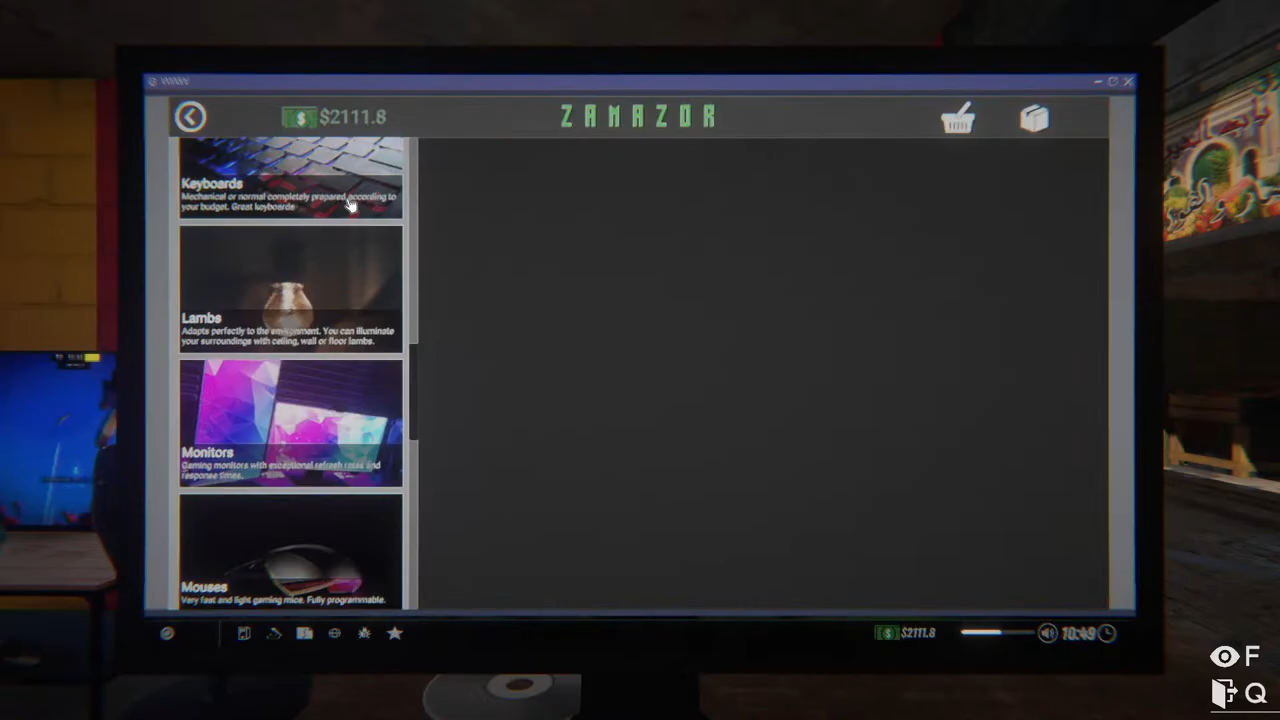 $2111.8
ZAMAZOR
Keyboards
Mechanical or normal completely prepared according to
your budget. Great keyboards
Lambs
Adapts perfectly to the environment. You can illuminate
your surroundings with ceiling, wall or floor lambs.
Monitors
Gaming monitors with exceptional refresh rates and
response times.
Mouses
Very fast and light gaming mice. Fully programmable.
$2111.8
10:49
F
Q